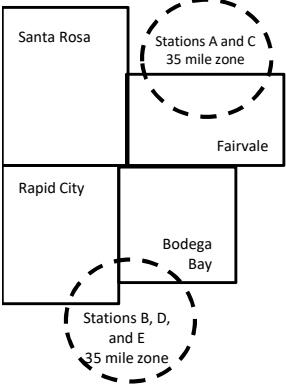 Santa Rosa
Stations A and C
35 mile zone
Fairvale
Rapid City
Bodega
Bay
Stations B, D,
and E
35 mile zone